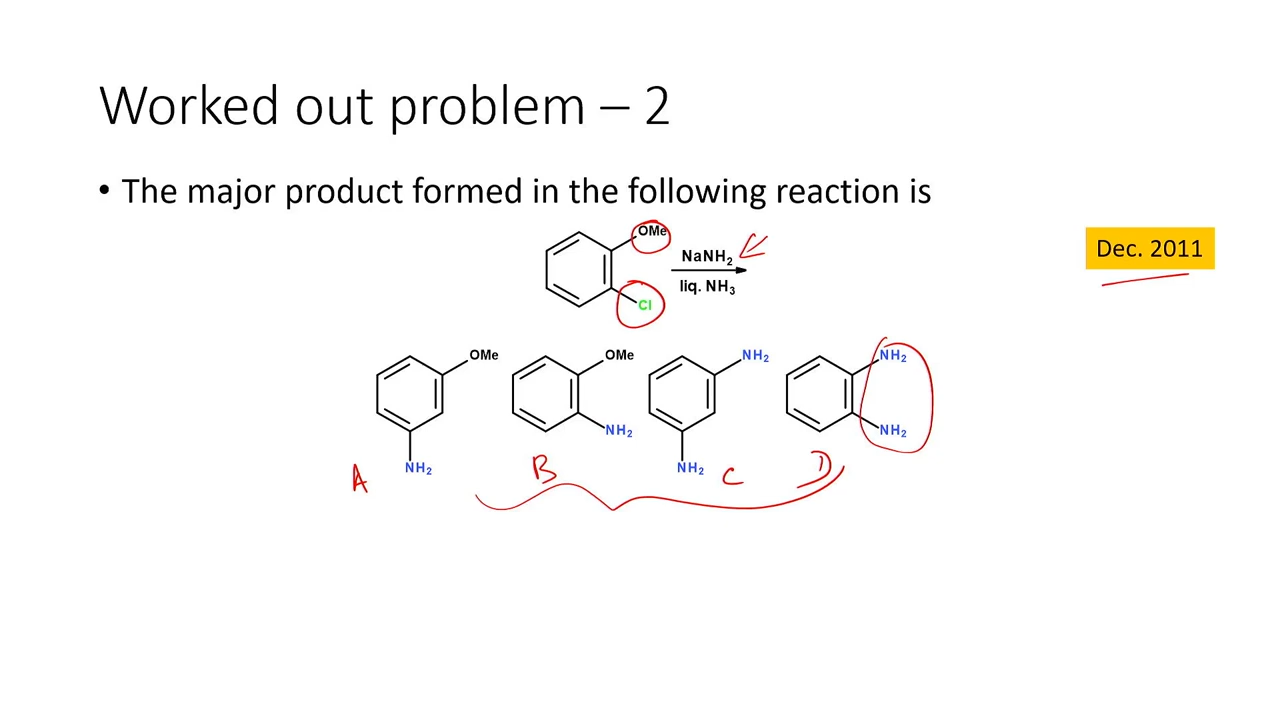 Worked out problem – 2
• The major product formed in the following reaction is
Dec. 2011
OMe
NaNH₂
liq. NH₃
Cl
OMe
OMe
NH₂
NH₂
NH₂
NH₂
NH₂
NH₂
A
B
C
D